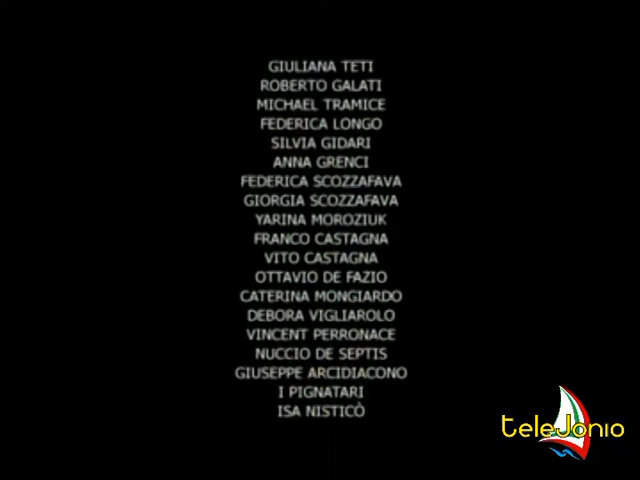 GIULIANA TETI
ROBERTO GALATI
MICHAEL TRAMICE
FEDERICA LONGO
SILVIA GIDARI
ANNA GRENCI
FEDERICA SCOZZAFAVA
GIORGIA SCOZZAFAVA
YARINA MOROZIUK
FRANCO CASTAGNA
VITO CASTAGNA
OTTAVIO DE FAZIO
CATERINA MONGIARDO
DEBORA VIGLIAROLO
VINCENT PERRONACE
NUCCIO DE SEPTIS
GIUSEPPE ARCIDIACONO
I PIGNATARI
ISA NISTICÒ
teleJonio